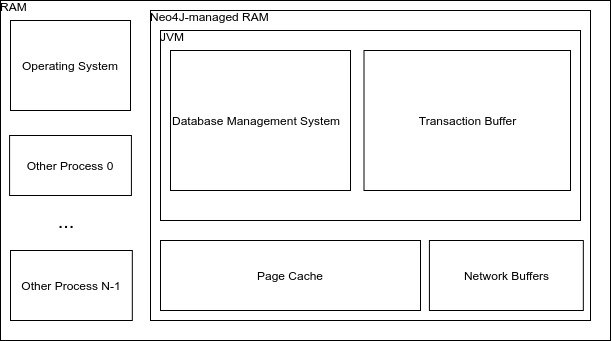 RAM
Neo4J-managed RAM
JVM
Operating System
Database Management System
Transaction Buffer
Other Process 0
...
Other Process N-1
Page Cache
Network Buffers